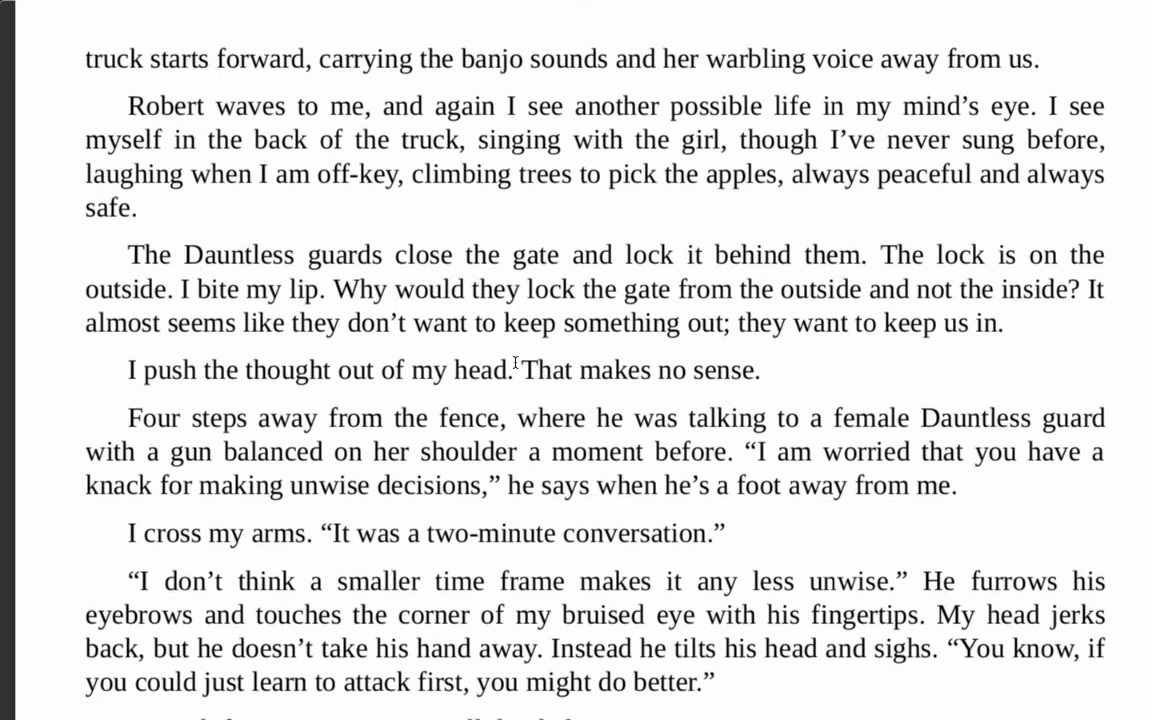 truck starts forward, carrying the banjo sounds and her warbling voice away from us.
Robert waves to me, and again I see another possible life in my mind’s eye. I see
myself in the back of the truck, singing with the girl, though I’ve never sung before,
laughing when I am off-key, climbing trees to pick the apples, always peaceful and always
safe.
The Dauntless guards close the gate and lock it behind them. The lock is on the
outside. I bite my lip. Why would they lock the gate from the outside and not the inside? It
almost seems like they don’t want to keep something out; they want to keep us in.
I push the thought out of my head. That makes no sense.
Four steps away from the fence, where he was talking to a female Dauntless guard
with a gun balanced on her shoulder a moment before. “I am worried that you have a
knack for making unwise decisions,” he says when he’s a foot away from me.
I cross my arms. “It was a two-minute conversation.”
“I don’t think a smaller time frame makes it any less unwise.” He furrows his
eyebrows and touches the corner of my bruised eye with his fingertips. My head jerks
back, but he doesn’t take his hand away. Instead he tilts his head and sighs. “You know, if
you could just learn to attack first, you might do better.”